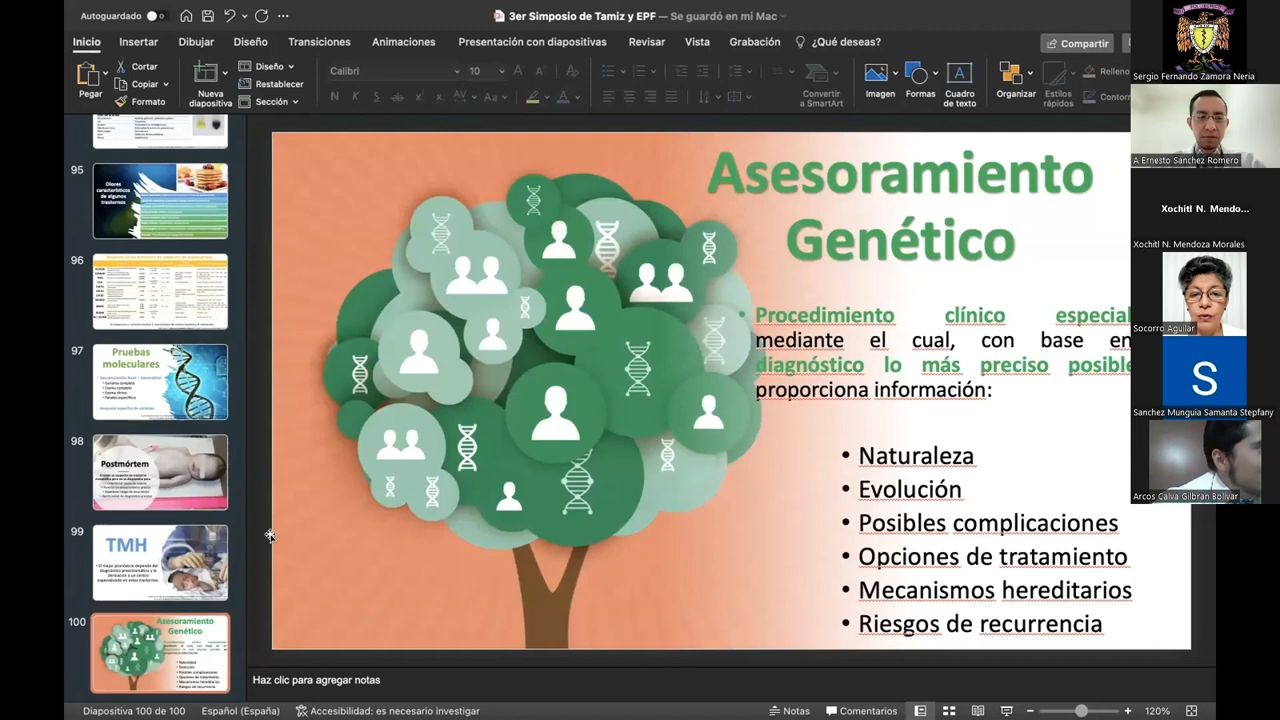 Autoguardado
3er Simposio de Tamiz y EPF — Se guardó en mi Mac
Inicio Insertar Dibujar Diseño Transiciones Animaciones Presentación con diapositivas Revisar Vista Grabación ¿Qué deseas?
Compartir
Pegar
Cortar
Copiar
Formato
Nueva diapositiva
Diseño
Restablecer
Sección
Calibri
10
Convertir a SmartArt
Imagen
Formas
Cuadro de texto
Organizar
Estilos rápidos
Relleno
95
Olores característicos de algunos trastornos
96
97
Pruebas moleculares
98
Postmórtem
99
TMH
100
Asesoramiento
Genético
Asesoramiento
Genético
Procedimiento clínico especial
mediante el cual, con base en
diagnóstico lo más preciso posible
proporciona información:
• Naturaleza
• Evolución
• Posibles complicaciones
• Opciones de tratamiento
• Mecanismos hereditarios
• Riesgos de recurrencia
Haz clic para agregar notas
Diapositiva 100 de 100
Español (España)
Accesibilidad: es necesario investigar
Notas
Comentarios
120%
Sergio Fernando Zamora Neria
A Ernesto Sánchez Romero
Xochitl N. Mendo...
Xochitl N. Mendoza Morales
Socorro Aguilar
S
Sanchez Munguia Samanta Stepfany
Arcos Calva Gilbran Bolivar